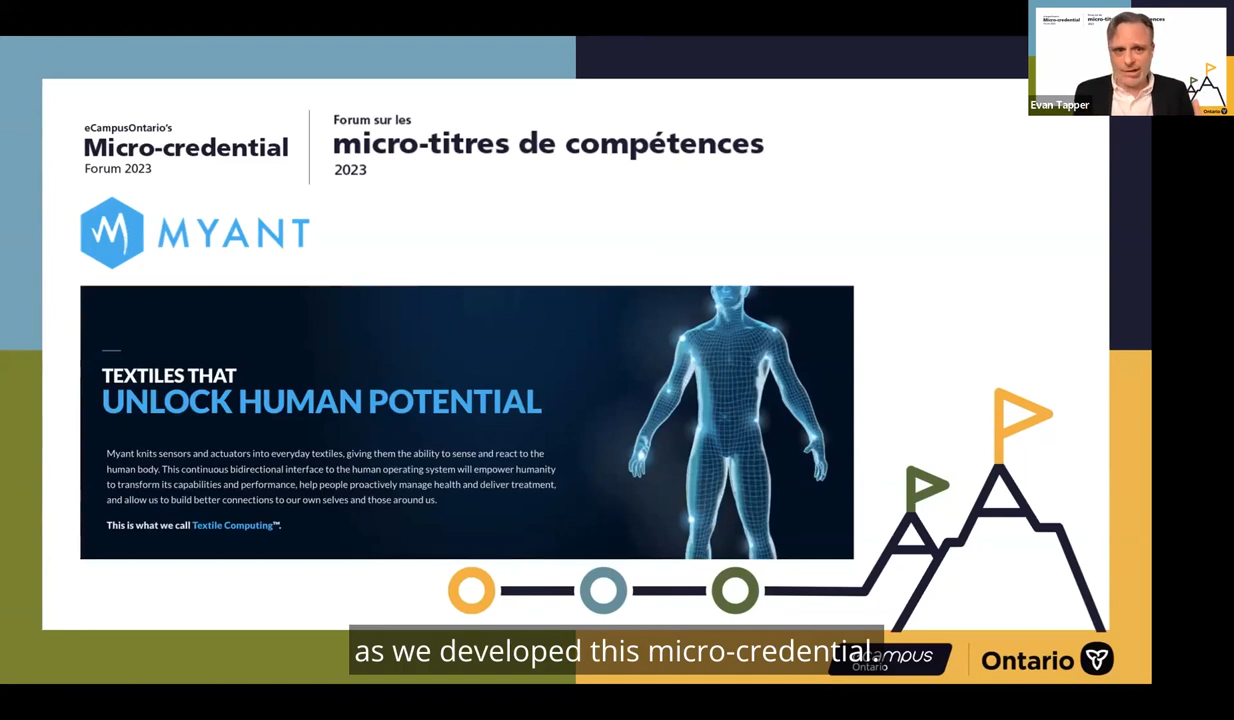 eCampusOntario's
Micro-credential
Forum 2023
Forum sur les
micro-titres de compétences
2023
MYANT
TEXTILES THAT
UNLOCK HUMAN POTENTIAL
Myant knits sensors and actuators into everyday textiles, giving them the ability to sense and react to the
human body. This continuous bidirectional interface to the human operating system will empower humanity
to transform its capabilities and performance, help people proactively manage health and deliver treatment,
and allow us to build better connections to our own selves and those around us.
This is what we call Textile Computing™.
Evan Tapper
as we developed this micro-credential.
campus
Ontario
Ontario